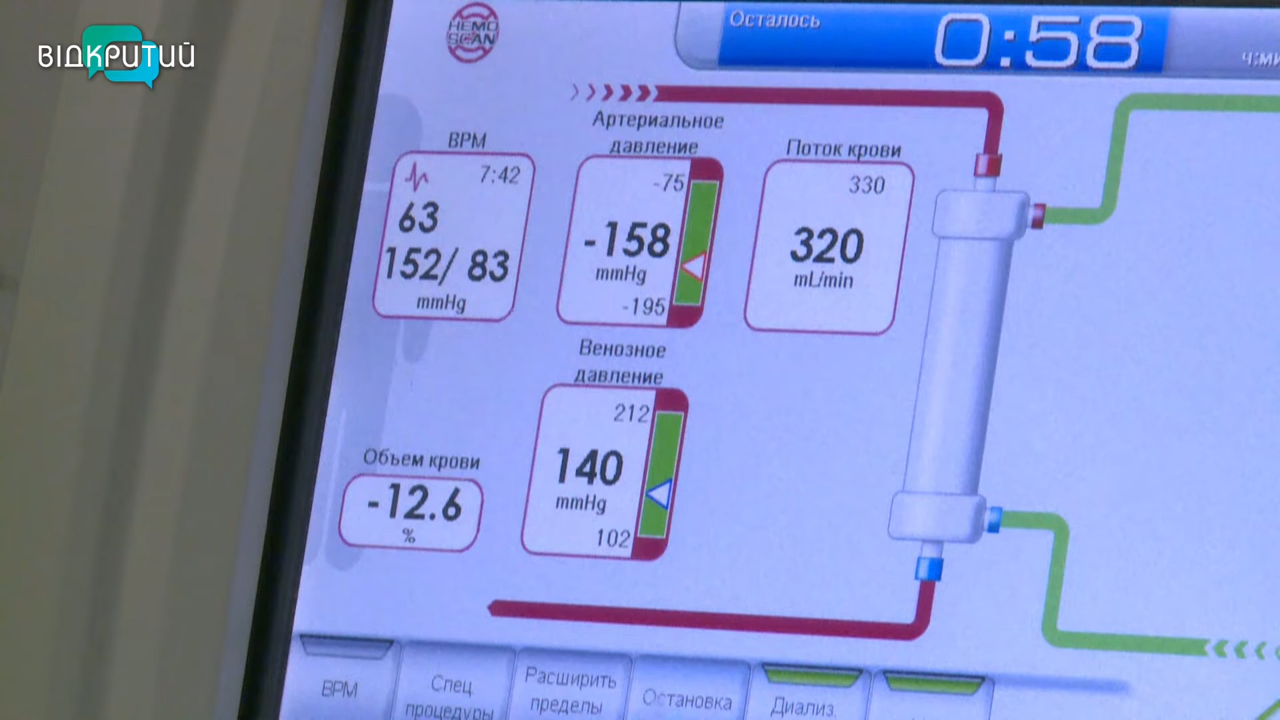 ВІДКРИТИЙ
HEMO
SCAN
Осталось
0:58
BPM
7:42
63
152/ 83
mmHg
Артериальное
давление
-75
-158
mmHg
-195
Поток крови
330
320
mL/min
Венозное
давление
212
140
mmHg
102
Объем крови
-12.6
%
BPM
Спец.
процедуры
Расширить
пределы
Остановка
Диализ.